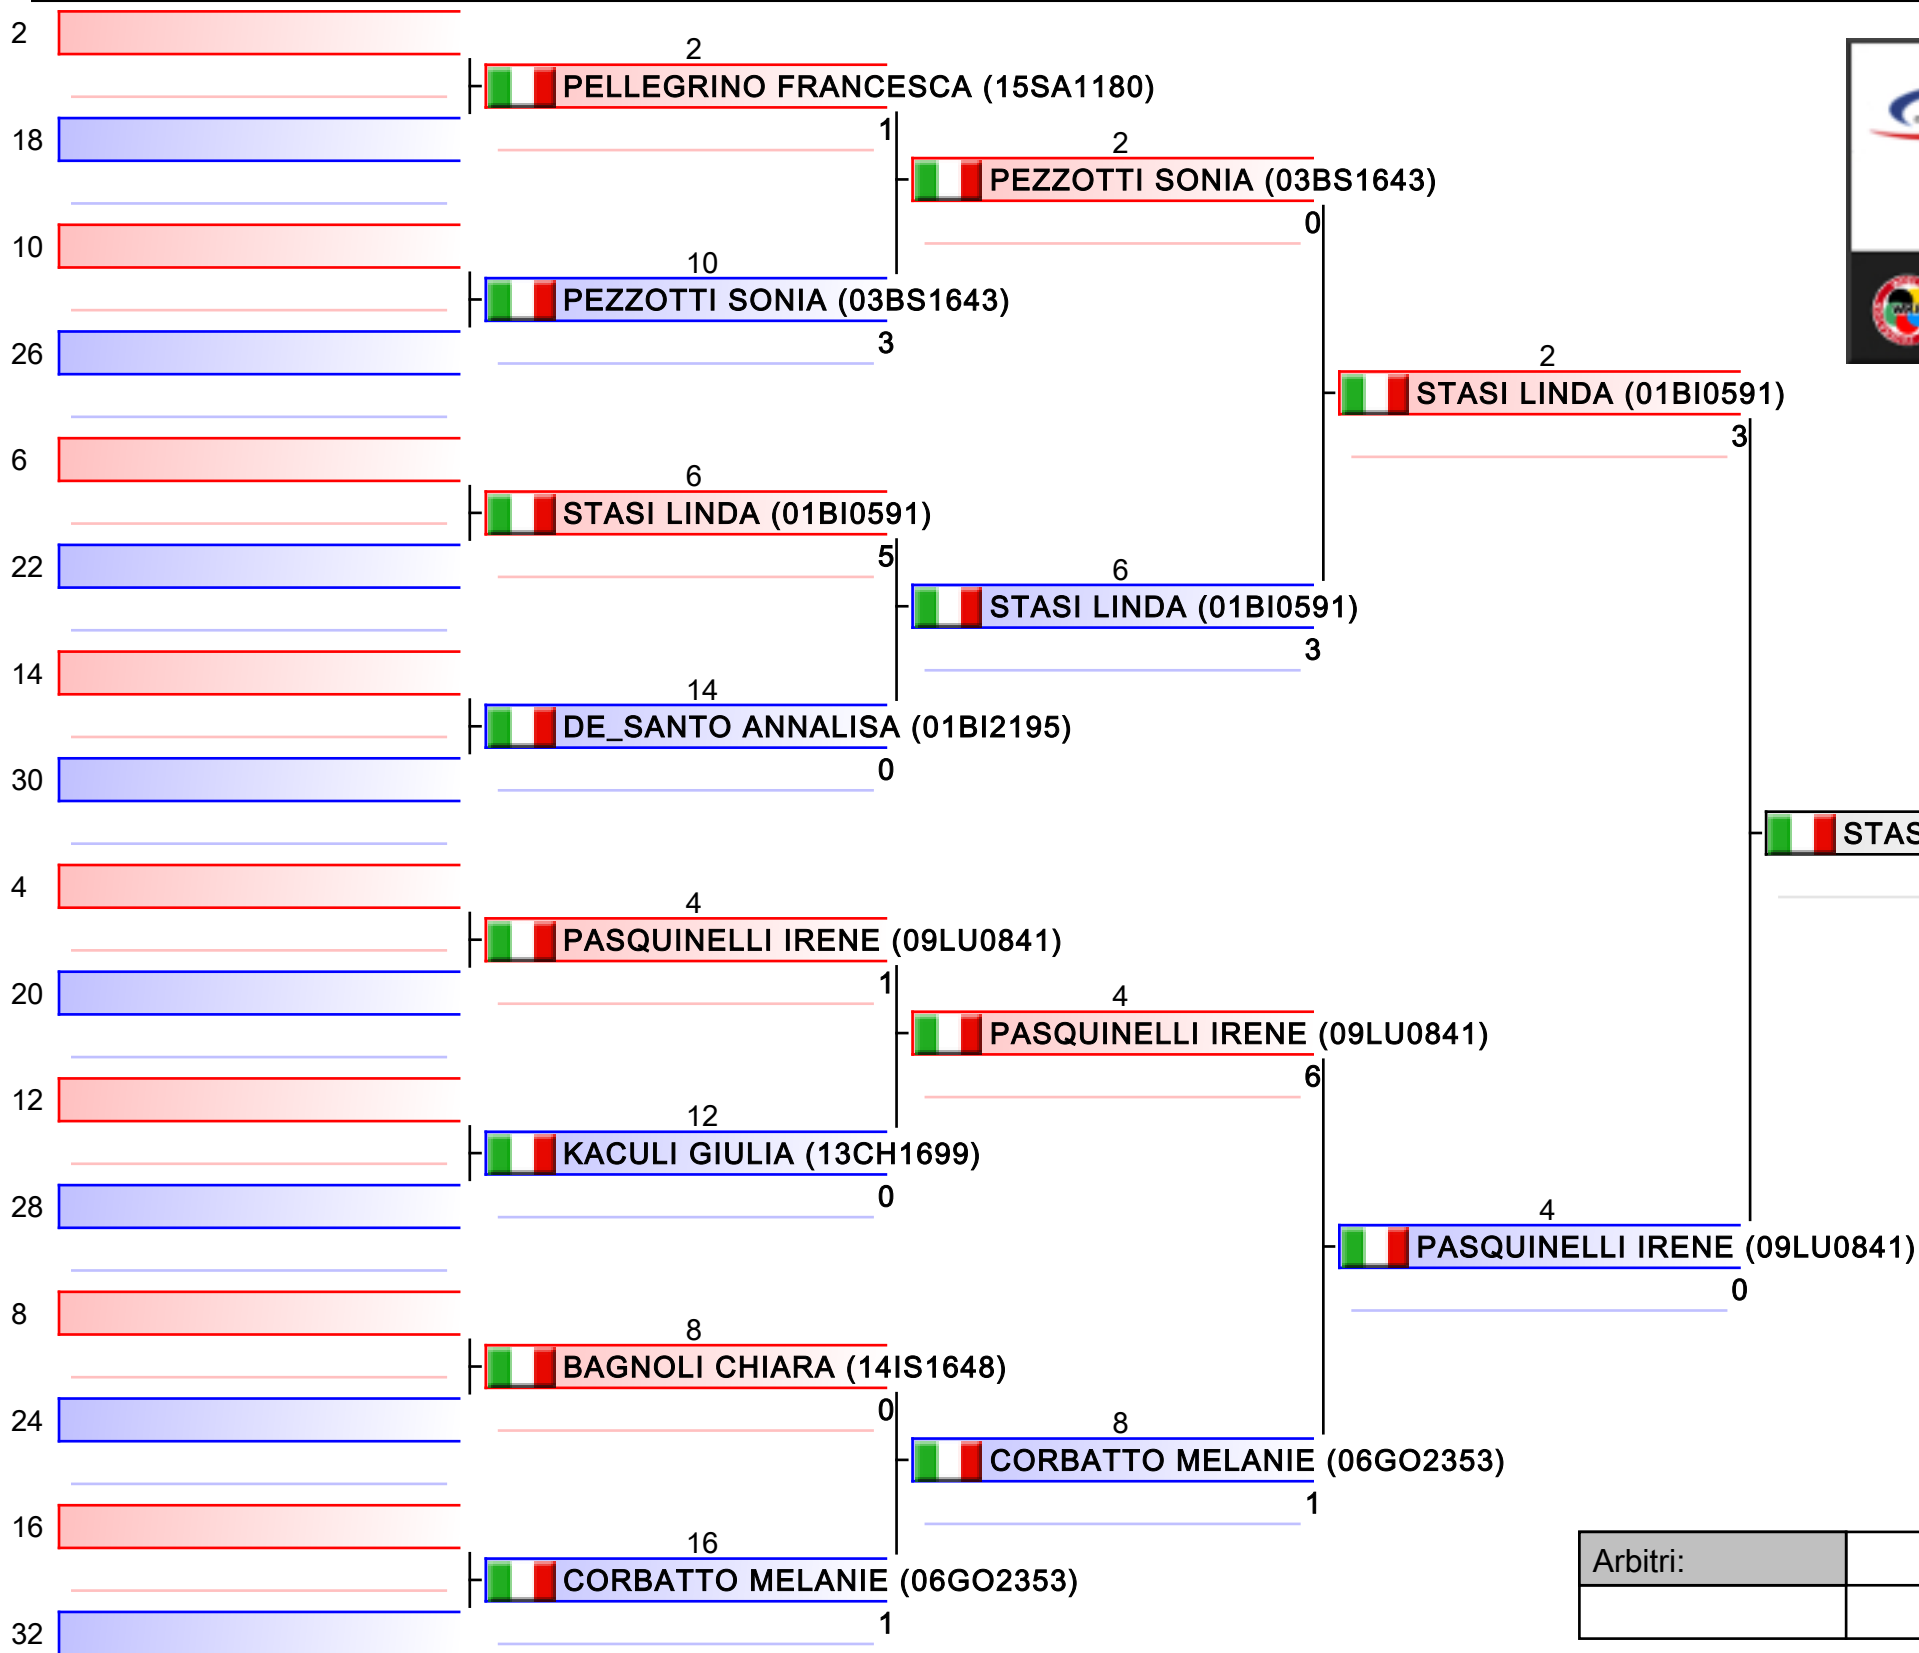 2
2
PELLEGRINO FRANCESCA (15SA1180)
1
18
2
PEZZOTTI SONIA (03BS1643)
0
10
10
PEZZOTTI SONIA (03BS1643)
3
26
2
STASI LINDA (01BI0591)
3
6
6
STASI LINDA (01BI0591)
5
22
6
STASI LINDA (01BI0591)
3
14
14
DE_SANTO ANNALISA (01BI2195)
0
30
STAS
4
4
PASQUINELLI IRENE (09LU0841)
1
20
4
PASQUINELLI IRENE (09LU0841)
6
12
12
KACULI GIULIA (13CH1699)
0
28
4
PASQUINELLI IRENE (09LU0841)
0
8
8
BAGNOLI CHIARA (14IS1648)
0
24
8
CORBATTO MELANIE (06GO2353)
1
16
16
CORBATTO MELANIE (06GO2353)
1
32
Arbitri: